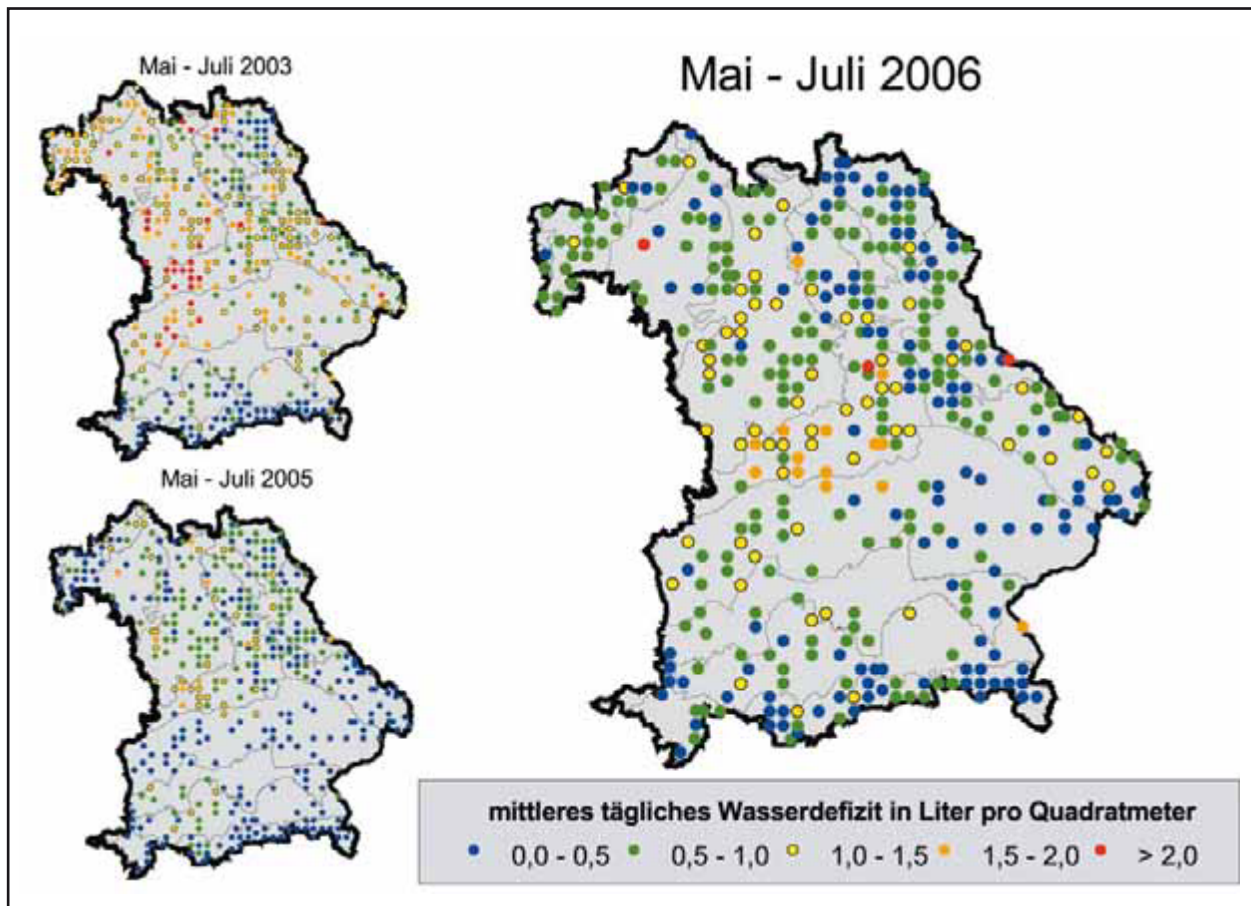 Mai - Juli 2003
Mai - Juli 2006
Mai - Juli 2005
mittleres tägliches Wasserdefizit in Liter pro Quadratmeter
0,0 - 0,5 0,5 - 1,0 1,0 - 1,5 1,5 - 2,0 > 2,0